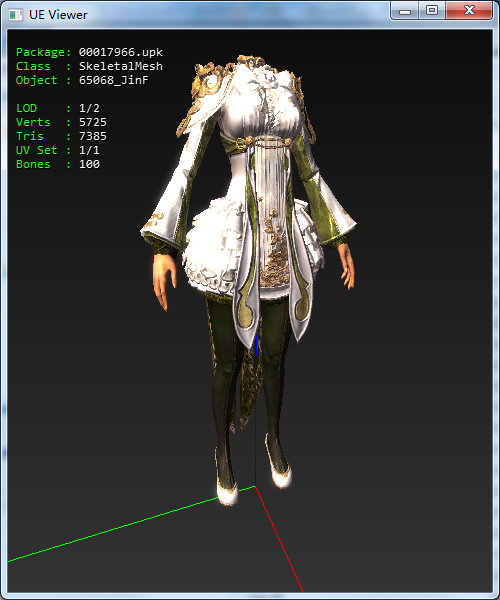 UE Viewer
Package: 00017966.upk
Class  : SkeletalMesh
Object : 65068_JinF
LOD    : 1/2
Verts  : 5725
Tris   : 7385
UV Set : 1/1
Bones  : 100